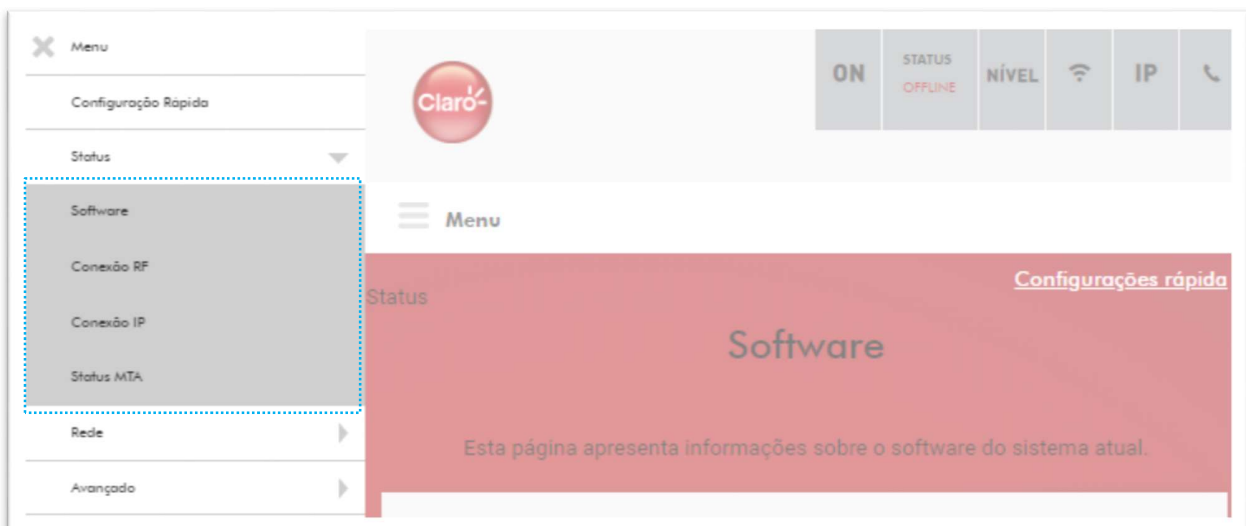 Menu
Configuração Rápida
Status
Software
Conexão RF
Conexão IP
Status MTA
Rede
Avançado
Claro-
ON
STATUS
OFFLINE
NÍVEL
IP
Menu
Configurações rápida
Status
Software
Esta página apresenta informações sobre o software do sistema atual.